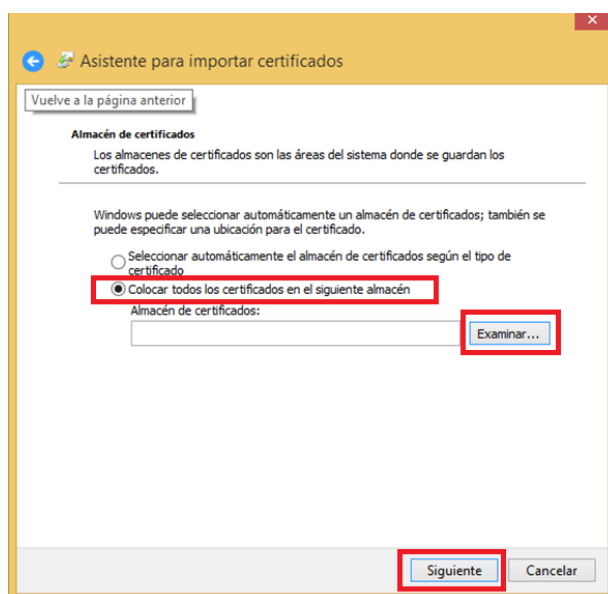 Asistente para importar certificados
Vuelve a la página anterior
Almacén de certificados
Los almacenes de certificados son las áreas del sistema donde se guardan los
certificados.
Windows puede seleccionar automáticamente un almacén de certificados; también se
puede especificar una ubicación para el certificado.
Seleccionar automáticamente el almacén de certificados según el tipo de
certificado
Colocar todos los certificados en el siguiente almacén
Almacén de certificados:
Examinar...
Siguiente
Cancelar